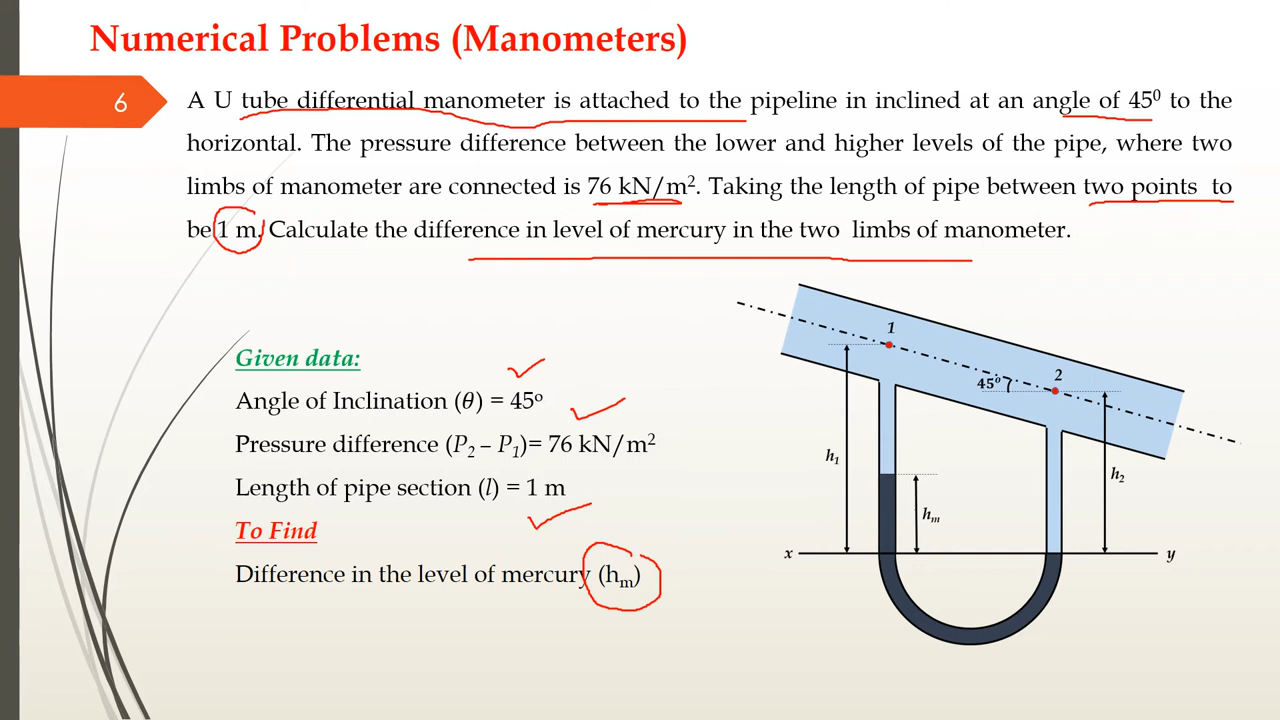 Numerical Problems (Manometers)
6
A U tube differential manometer is attached to the pipeline in inclined at an angle of 45⁰ to the
horizontal. The pressure difference between the lower and higher levels of the pipe, where two
limbs of manometer are connected is 76 kN/m². Taking the length of pipe between two points to
be 1 m. Calculate the difference in level of mercury in the two limbs of manometer.
Given data:
Angle of Inclination (θ) = 45º
Pressure difference (P₂ – P₁)= 76 kN/m²
Length of pipe section (l) = 1 m
To Find
Difference in the level of mercury (hₘ)
1
2
45⁰
h₁
h₂
hₘ
x
y